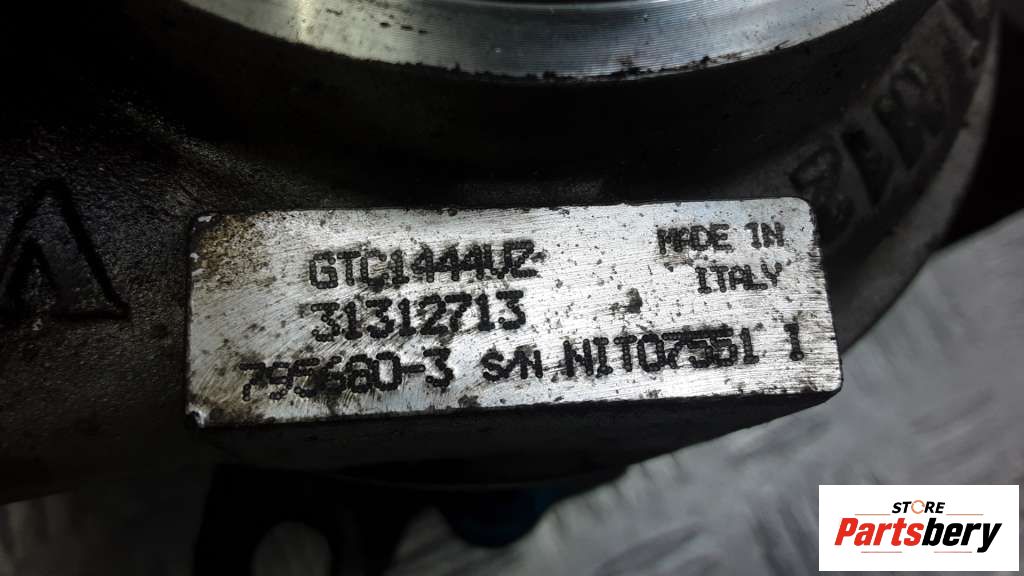 GTC1444VZ
MADE IN
ITALY
31312713
795680-3 S/N NIT07551 1
STORE
Partsbery